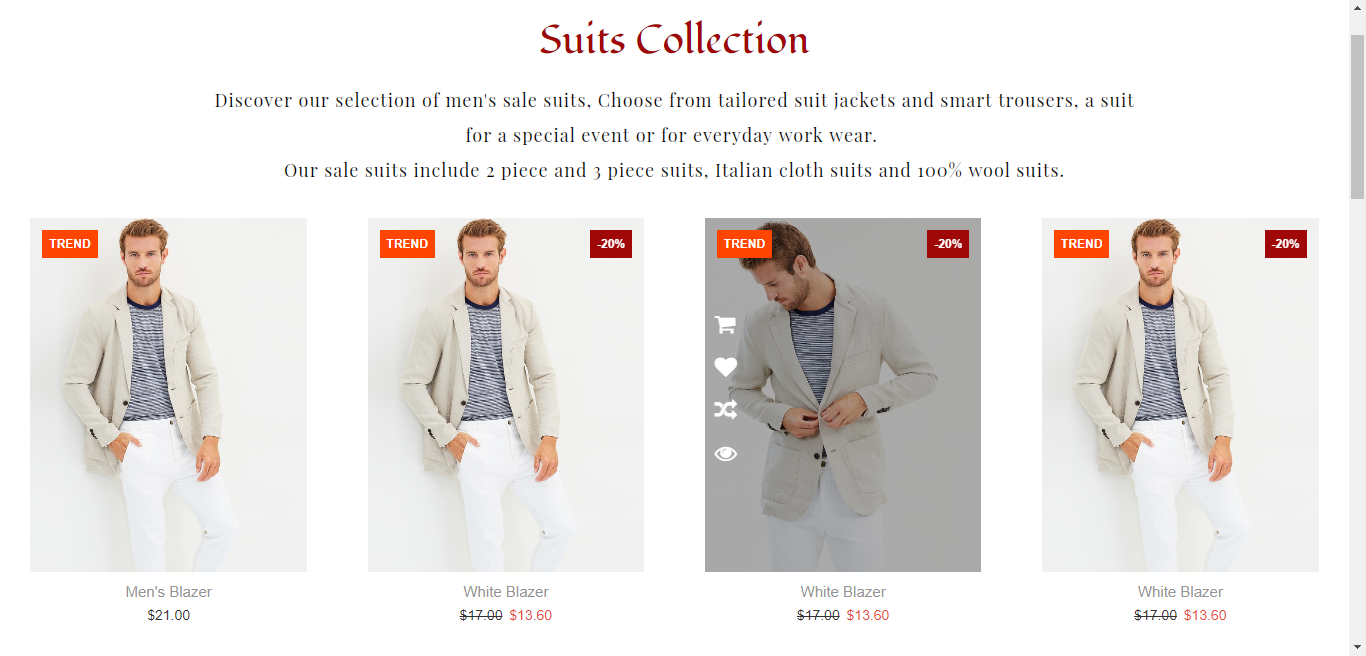 Suits Collection
Discover our selection of men's sale suits, Choose from tailored suit jackets and smart trousers, a suit
for a special event or for everyday work wear.
Our sale suits include 2 piece and 3 piece suits, Italian cloth suits and 100% wool suits.
TREND
TREND -20%
TREND -20%
TREND -20%
Men's Blazer
$21.00
White Blazer
$17.00 $13.60
White Blazer
$17.00 $13.60
White Blazer
$17.00 $13.60